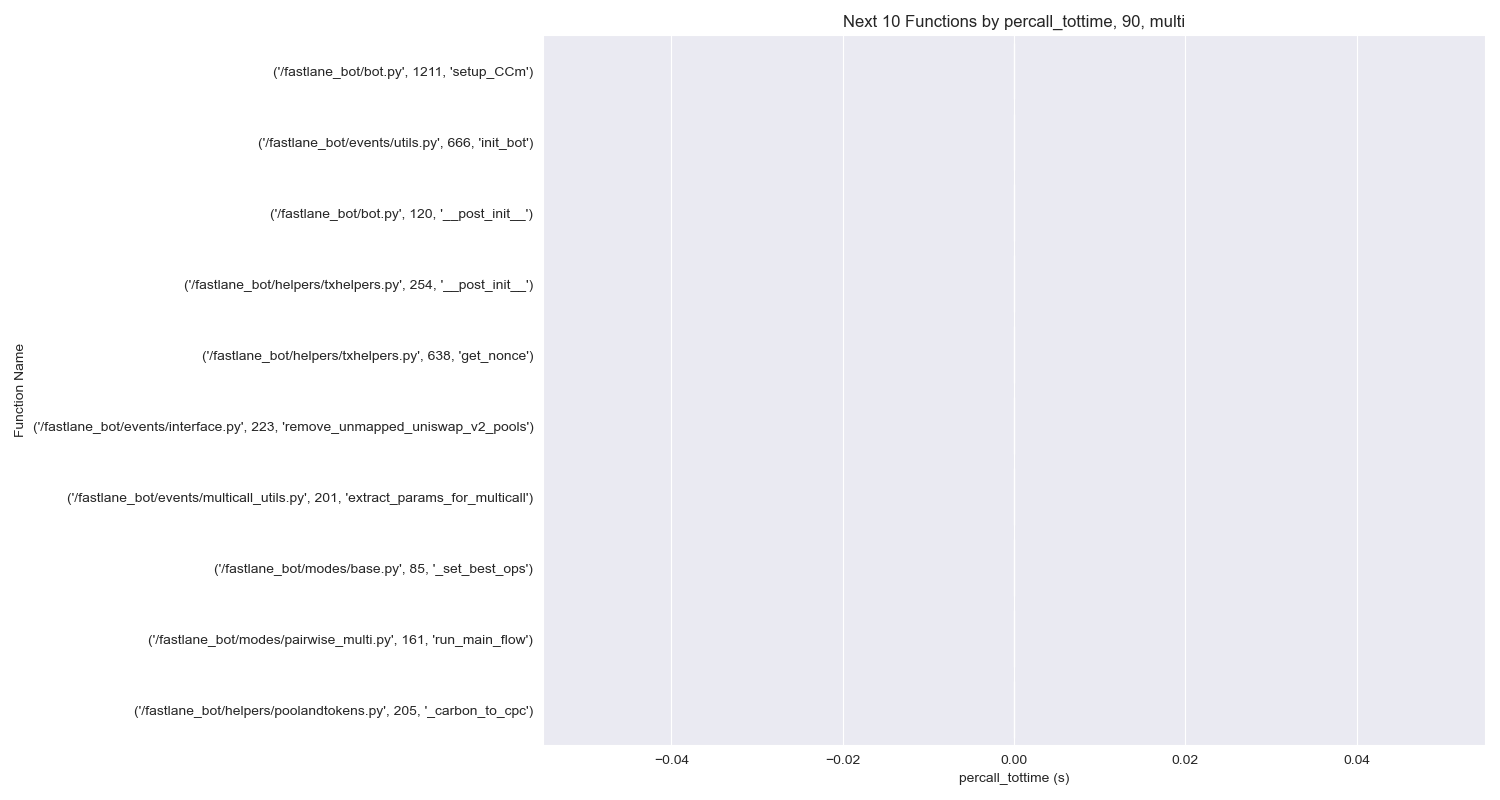 Next 10 Functions by percall_tottime, 90, multi
('/fastlane_bot/bot.py', 1211, 'setup_CCm')
('/fastlane_bot/events/utils.py', 666, 'init_bot')
('/fastlane_bot/bot.py', 120, '__post_init__')
('/fastlane_bot/helpers/txhelpers.py', 254, '__post_init__')
('/fastlane_bot/helpers/txhelpers.py', 638, 'get_nonce')
Function Name
('/fastlane_bot/events/interface.py', 223, 'remove_unmapped_uniswap_v2_pools')
('/fastlane_bot/events/multicall_utils.py', 201, 'extract_params_for_multicall')
('/fastlane_bot/modes/base.py', 85, '_set_best_ops')
('/fastlane_bot/modes/pairwise_multi.py', 161, 'run_main_flow')
('/fastlane_bot/helpers/poolandtokens.py', 205, '_carbon_to_cpc')
−0.04 −0.02 0.00 0.02 0.04
percall_tottime (s)